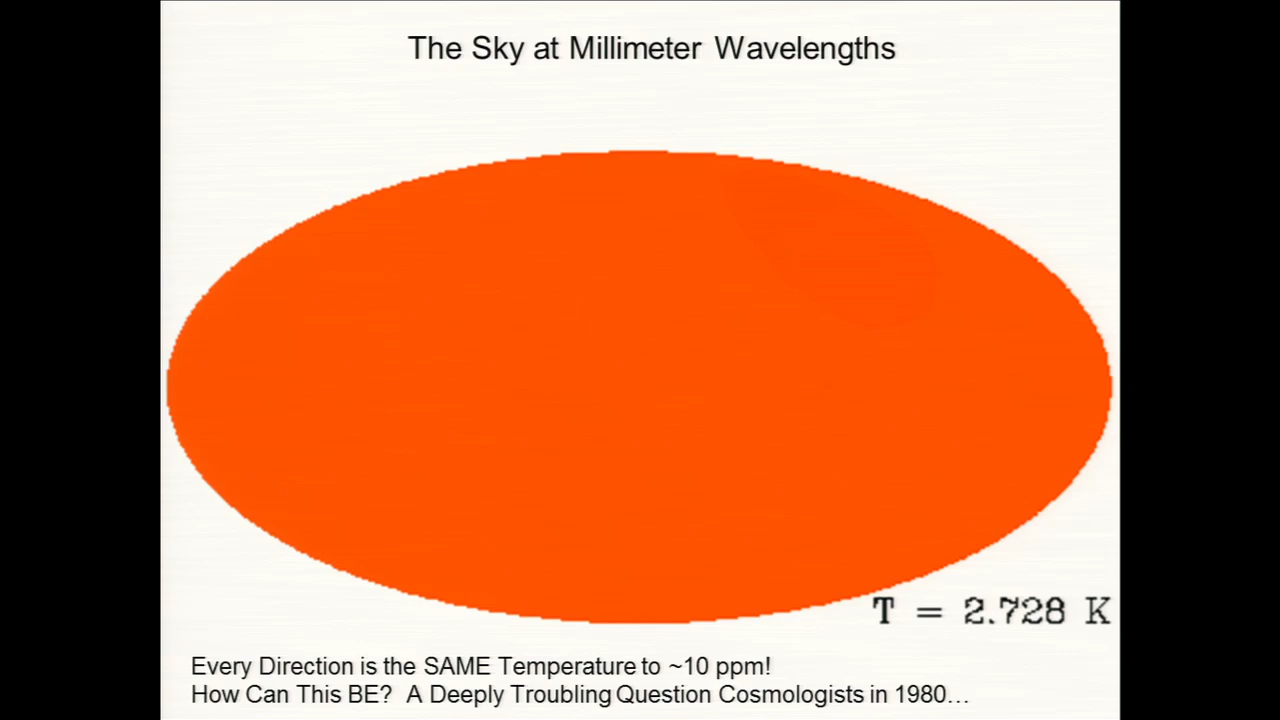 The Sky at Millimeter Wavelengths
T = 2.728 K
Every Direction is the SAME Temperature to ~10 ppm!
How Can This BE? A Deeply Troubling Question Cosmologists in 1980…